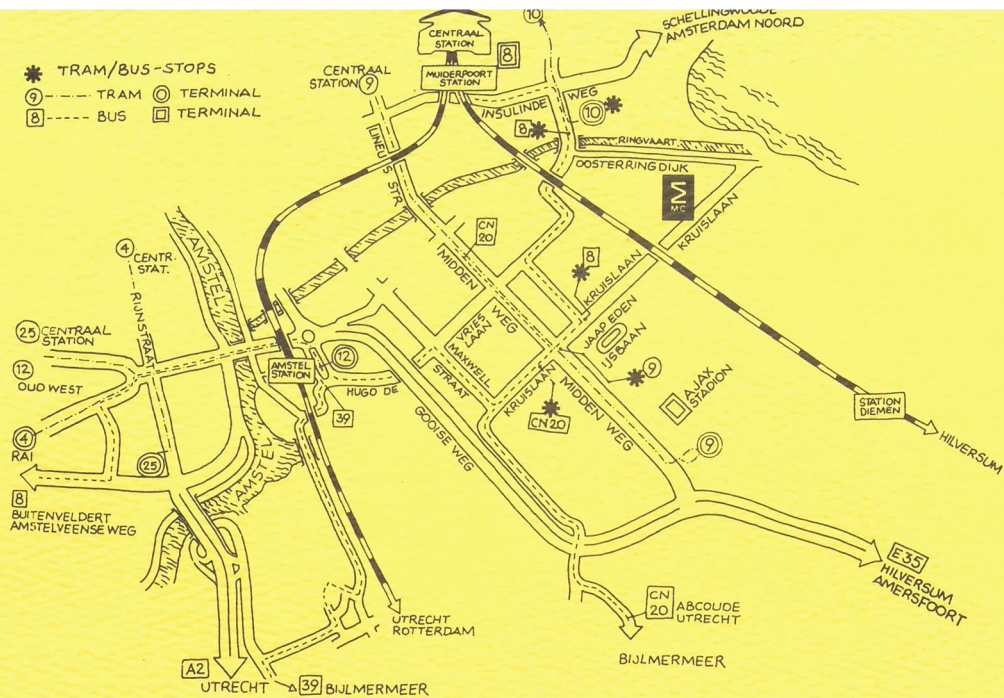 TRAM/BUS-STOPS
9 TRAM
TERMINAL
8 BUS
TERMINAL
CENTRAAL
STATION
MUIDERPOORT
STATION
8
CENTRAAL
STATION 9
10
SCHELLINGWOUDE
AMSTERDAM NOORD
INSULINDE
WEG
10
8
RINGVAART
OOSTERRINGDIJK
M
MC
KRUISLAAN
LINEUS STR
CN
20
MIDDEN
WEG
8
KRUISLAAN
JAAP EDEN
IJSBAAN
VRIES
LAAN
MAXWELL
STRAAT
KRUISLAAN
9
AJAX
STADION
CN20
MIDDEN WEG
9
STATION
DIEMEN
HILVERSUM
4
CENTR.
STAT.
AMSTEL
RIJNSTRAAT
25 CENTRAAL
STATION
12
OUD WEST
AMSTEL
STATION
12
HUGO DE
39
GOOISE WEG
4
RAI
25
AMSTEL
8
BUITENVELDERT
AMSTELVEENSEWEG
E35
HILVERSUM
AMERSFOORT
CN
20
ABCOUDE
UTRECHT
BIJLMERMEER
UTRECHT
ROTTERDAM
A2
UTRECHT
39 BIJLMERMEER